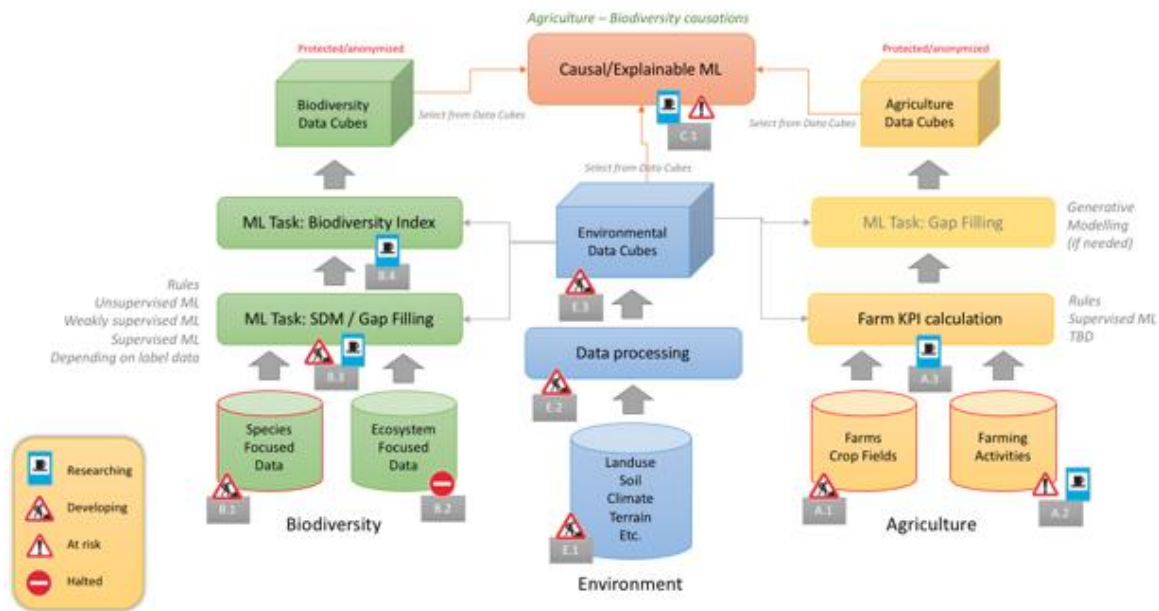 Agriculture – Biodiversity causations
Protected/anonymized
Causal/Explainable ML
Protected/anonymized
Biodiversity
Data Cubes
Agriculture
Data Cubes
Select from Data Cubes
Select from Data Cubes
C.1
Select from Data Cubes
ML Task: Biodiversity Index
Environmental
Data Cubes
ML Task: Gap Filling
Generative
Modelling
(if needed)
B.4
E.3
Rules
Unsupervised ML
Weakly supervised ML
Supervised ML
Depending on label data
ML Task: SDM / Gap Filling
Farm KPI calculation
Rules
Supervised ML
TBD
Data processing
B.3
A.3
E.2
Species
Focused
Data
Ecosystem
Focused
Data
Landuse
Soil
Climate
Terrain
Etc.
Farms
Crop Fields
Farming
Activities
B.1
B.2
A.1
A.2
E.1
Biodiversity
Environment
Agriculture
Researching
Developing
At risk
Halted